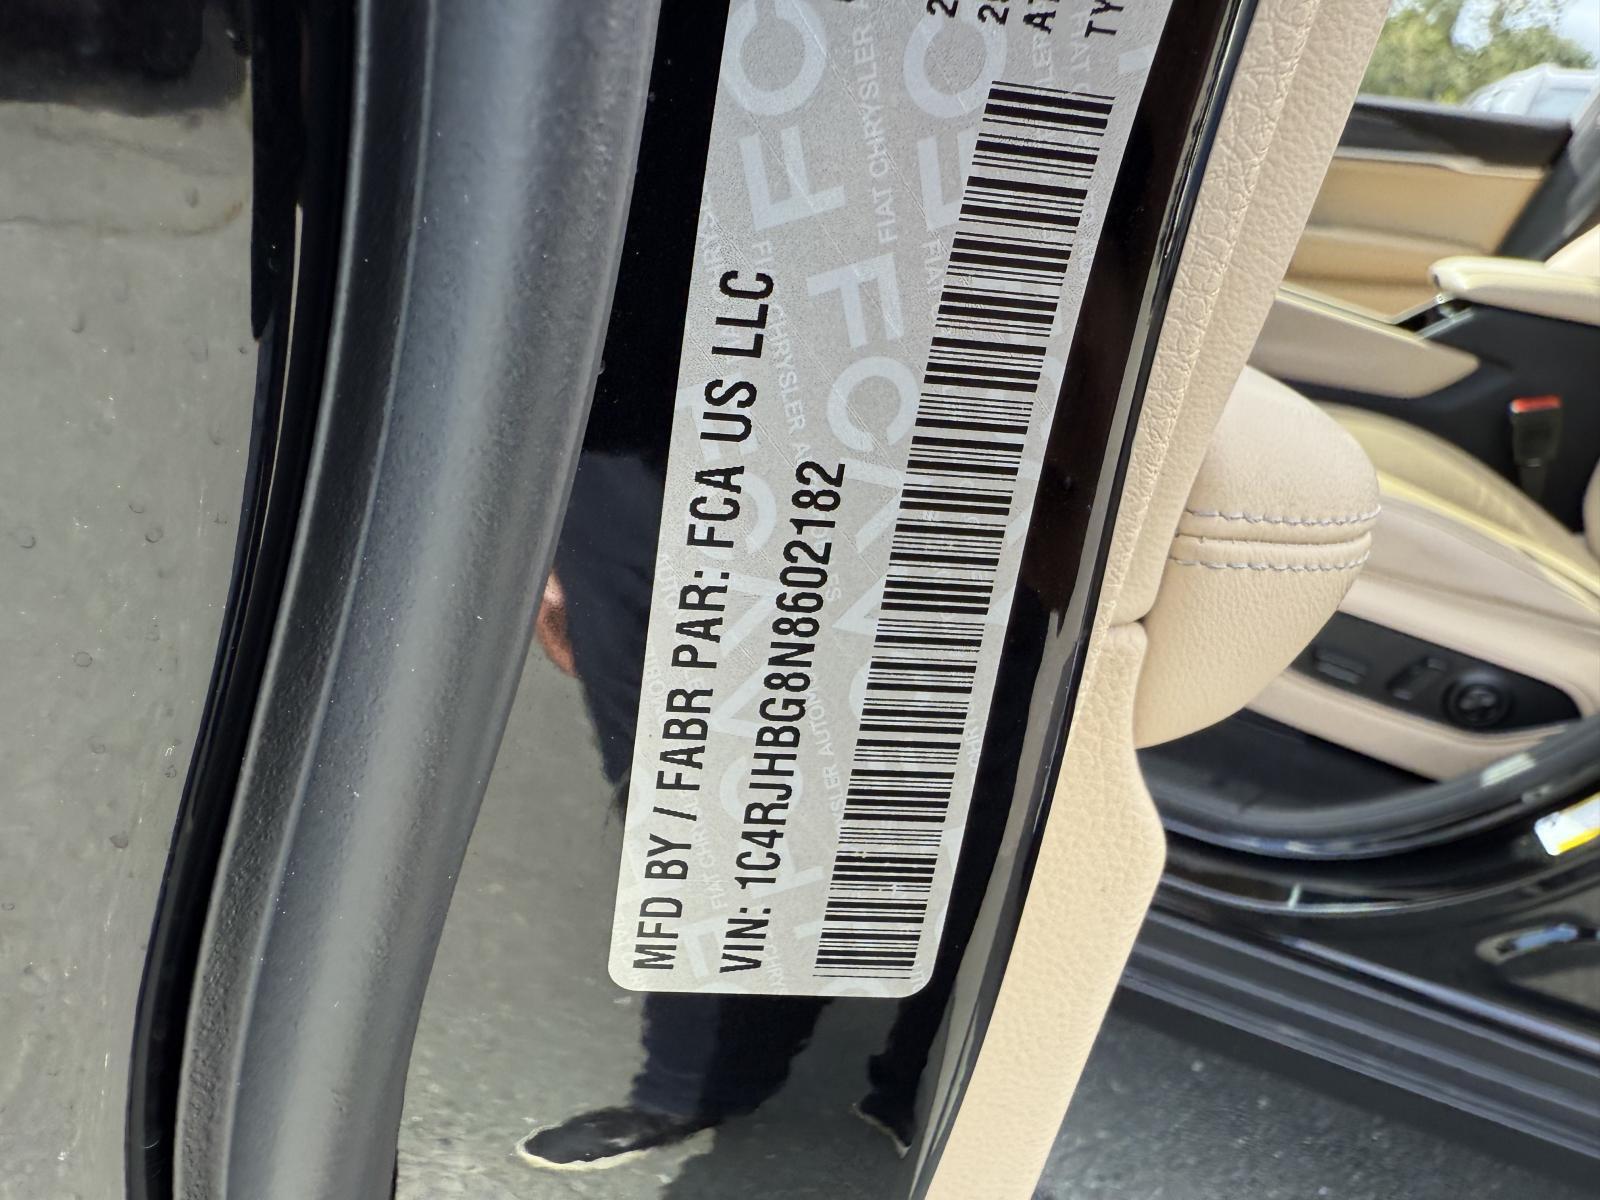 MFD BY / FABR PAR: FCA US LLC
VIN: 1C4RJHBG8N8602182